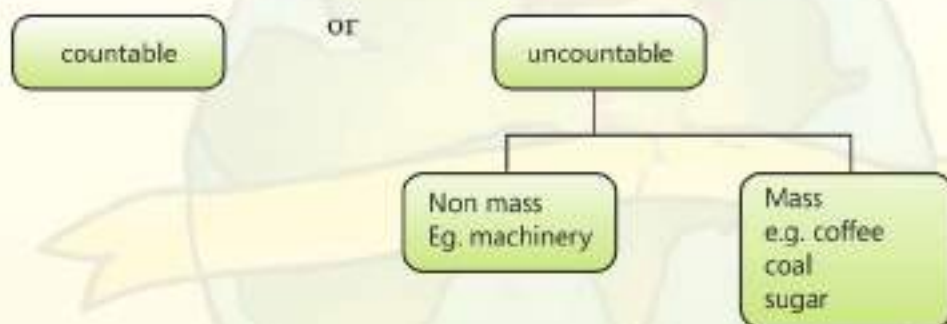 or
countable
uncountable
Non mass
Eg. machinery
Mass
e.g. coffee
coal
sugar